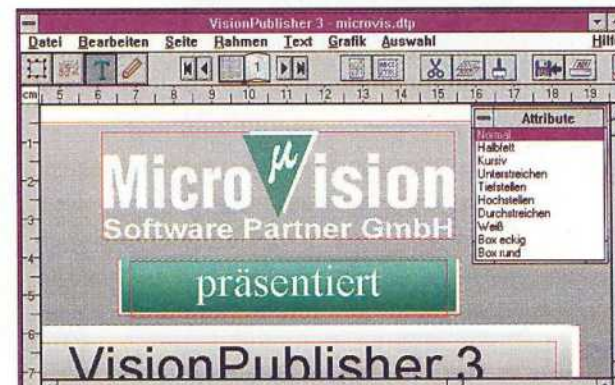 VisionPublisher 3 - microvis.dtp
Datei Bearbeiten Seite Rahmen Text Grafik Auswahl Hilf
T 1
cm 5 6 7 8 9 10 11 12 13 14 15 16 17 18 19
Attribute
Normal
Halbfett
Kursiv
Unterstreichen
Tiefstellen
Hochstellen
Durchstreichen
Weiß
Box eckig
Box rund
1
2
3
4
5
6
7
Micro μ Vision
Software Partner GmbH
präsentiert
VisionPublisher 3